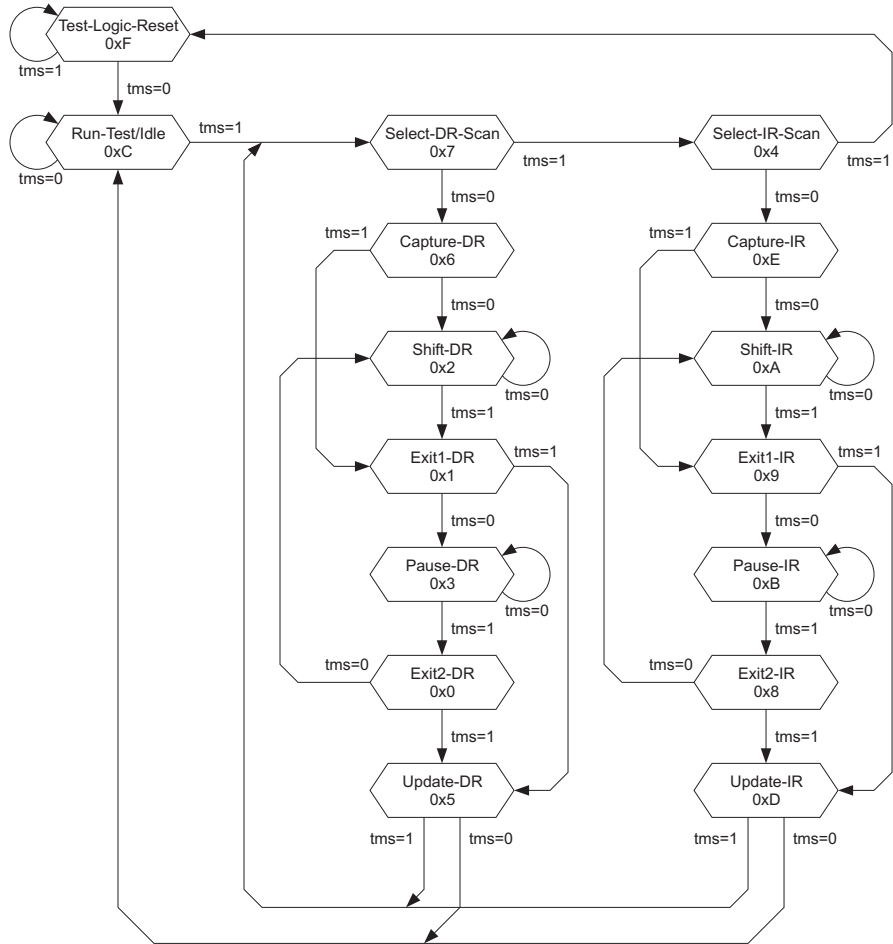 Test-Logic-Reset
0xF
tms=1
tms=0
Run-Test/Idle
0xC
tms=1
tms=0
Select-DR-Scan
0x7
tms=1
Select-IR-Scan
0x4
tms=1
tms=0
tms=0
tms=1
Capture-DR
0x6
tms=1
Capture-IR
0xE
tms=0
tms=0
Shift-DR
0x2
tms=0
Shift-IR
0xA
tms=0
tms=1
tms=1
Exit1-DR
0x1
tms=1
Exit1-IR
0x9
tms=1
tms=0
tms=0
Pause-DR
0x3
tms=0
Pause-IR
0xB
tms=0
tms=1
tms=1
tms=0
Exit2-DR
0x0
tms=0
Exit2-IR
0x8
tms=1
tms=1
Update-DR
0x5
Update-IR
0xD
tms=1
tms=0
tms=1
tms=0